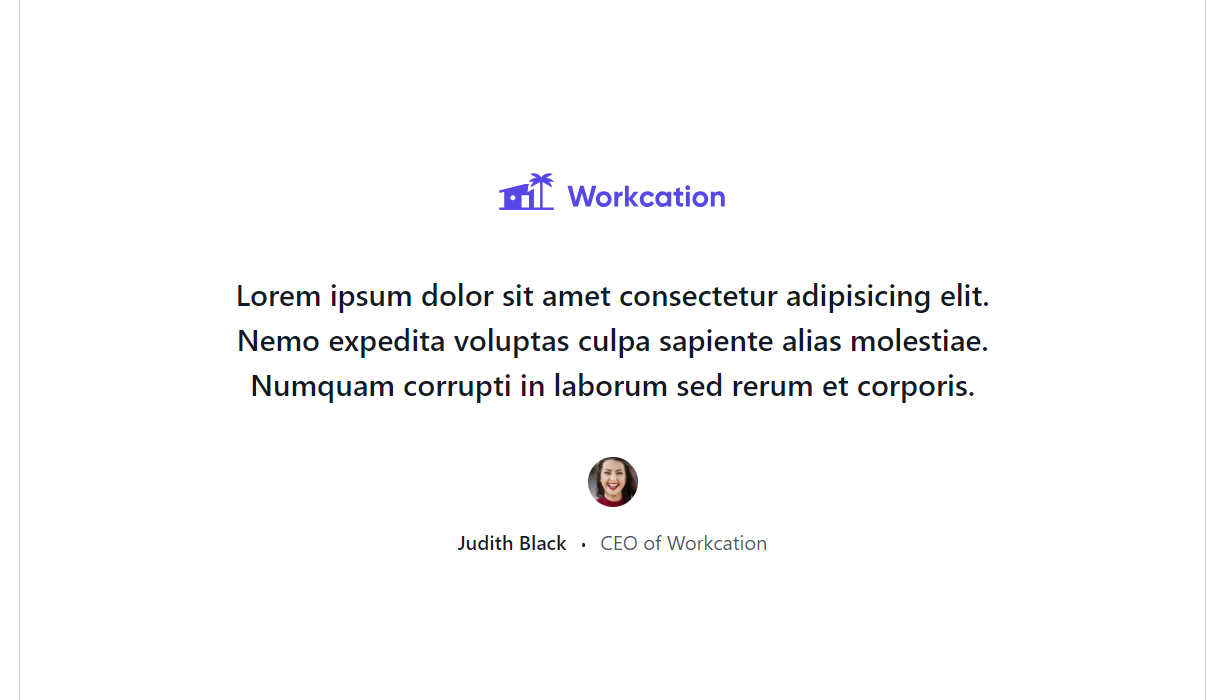 Workcation
Lorem ipsum dolor sit amet consectetur adipisicing elit.
Nemo expedita voluptas culpa sapiente alias molestiae.
Numquam corrupti in laborum sed rerum et corporis.
Judith Black · CEO of Workcation